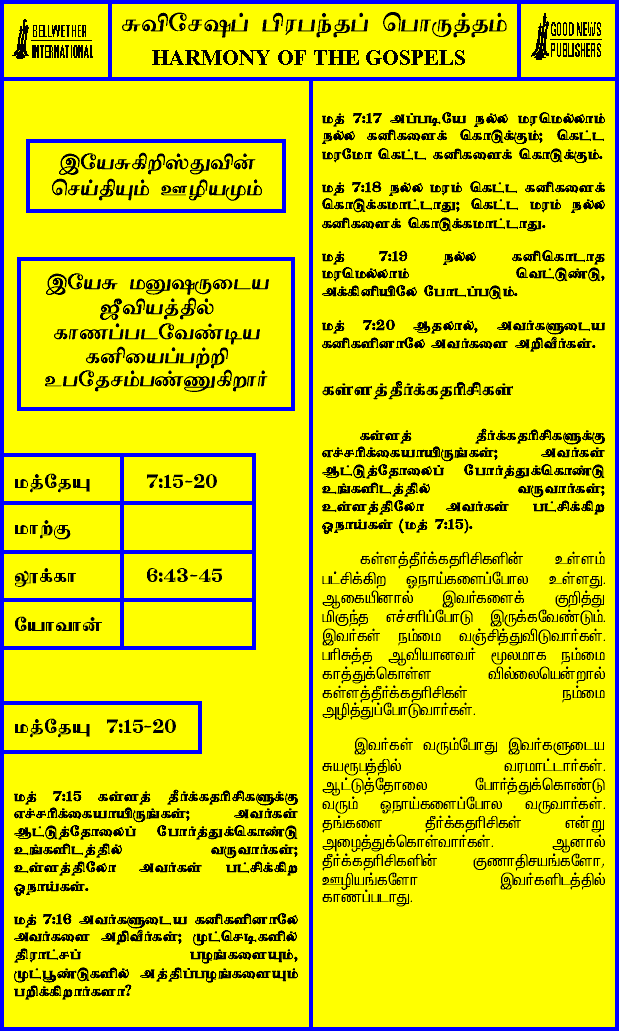 BELLWETHER
INTERNATIONAL
சுவிசேஷப் பிரபந்தப் பொருத்தம்
HARMONY OF THE GOSPELS
GOOD NEWS
PUBLISHERS
இயேசுகிறிஸ்துவின்
செய்தியும் ஊழியமும்
இயேசு மனுஷருடைய
ஜீவியத்தில்
காணப்படவேண்டிய
கனியைப்பற்றி
உபதேசம்பண்ணுகிறார்
மத்தேயு 7:15-20
மாற்கு
லூக்கா 6:43-45
யோவான்
மத்தேயு 7:15-20
மத் 7:15 கள்ளத் தீர்க்கதரிசிகளுக்கு
எச்சரிக்கையாயிருங்கள்; அவர்கள்
ஆட்டுத்தோலைப் போர்த்துக்கொண்டு
உங்களிடத்தில் வருவார்கள்;
உள்ளத்திலோ அவர்கள் பட்சிக்கிற
ஓநாய்கள்.
மத் 7:16 அவர்களுடைய கனிகளினாலே
அவர்களை அறிவீர்கள்; முட்செடிகளில்
திராட்சப் பழங்களையும்,
முட்பூண்டுகளில் அத்திப்பழங்களையும்
பறிக்கிறார்களா?
மத் 7:17 அப்படியே நல்ல மரமெல்லாம்
நல்ல கனிகளைக் கொடுக்கும்; கெட்ட
மரமோ கெட்ட கனிகளைக் கொடுக்கும்.
மத் 7:18 நல்ல மரம் கெட்ட கனிகளைக்
கொடுக்கமாட்டாது; கெட்ட மரம் நல்ல
கனிகளைக் கொடுக்கமாட்டாது.
மத் 7:19 நல்ல கனிகொடாத
மரமெல்லாம் வெட்டுண்டு,
அக்கினியிலே போடப்படும்.
மத் 7:20 ஆதலால், அவர்களுடைய
கனிகளினாலே அவர்களை அறிவீர்கள்.
கள்ளத்தீர்க்கதரிசிகள்
கள்ளத் தீர்க்கதரிசிகளுக்கு
எச்சரிக்கையாயிருங்கள்; அவர்கள்
ஆட்டுத்தோலைப் போர்த்துக்கொண்டு
உங்களிடத்தில் வருவார்கள்;
உள்ளத்திலோ அவர்கள் பட்சிக்கிற
ஓநாய்கள் (மத் 7:15).
கள்ளத்தீர்க்கதரிசிகளின் உள்ளம்
பட்சிக்கிற ஓநாய்களைப்போல உள்ளது.
ஆகையினால் இவர்களைக் குறித்து
மிகுந்த எச்சரிப்போடு இருக்கவேண்டும்.
இவர்கள் நம்மை வஞ்சித்துவிடுவார்கள்.
பரிசுத்த ஆவியானவர் மூலமாக நம்மை
காத்துக்கொள்ள வில்லையென்றால்
கள்ளத்தீர்க்கதரிசிகள் நம்மை
அழித்துப்போடுவார்கள்.
இவர்கள் வரும்போது இவர்களுடைய
சுயரூபத்தில் வரமாட்டார்கள்.
ஆட்டுத்தோலை போர்த்துக்கொண்டு
வரும் ஓநாய்களைப்போல வருவார்கள்.
தங்களை தீர்க்கதரிசிகள் என்று
அழைத்துக்கொள்வார்கள். ஆனால்
தீர்க்கதரிசிகளின் குணாதிசயங்களோ,
ஊழியங்களோ இவர்களிடத்தில்
காணப்படாது.